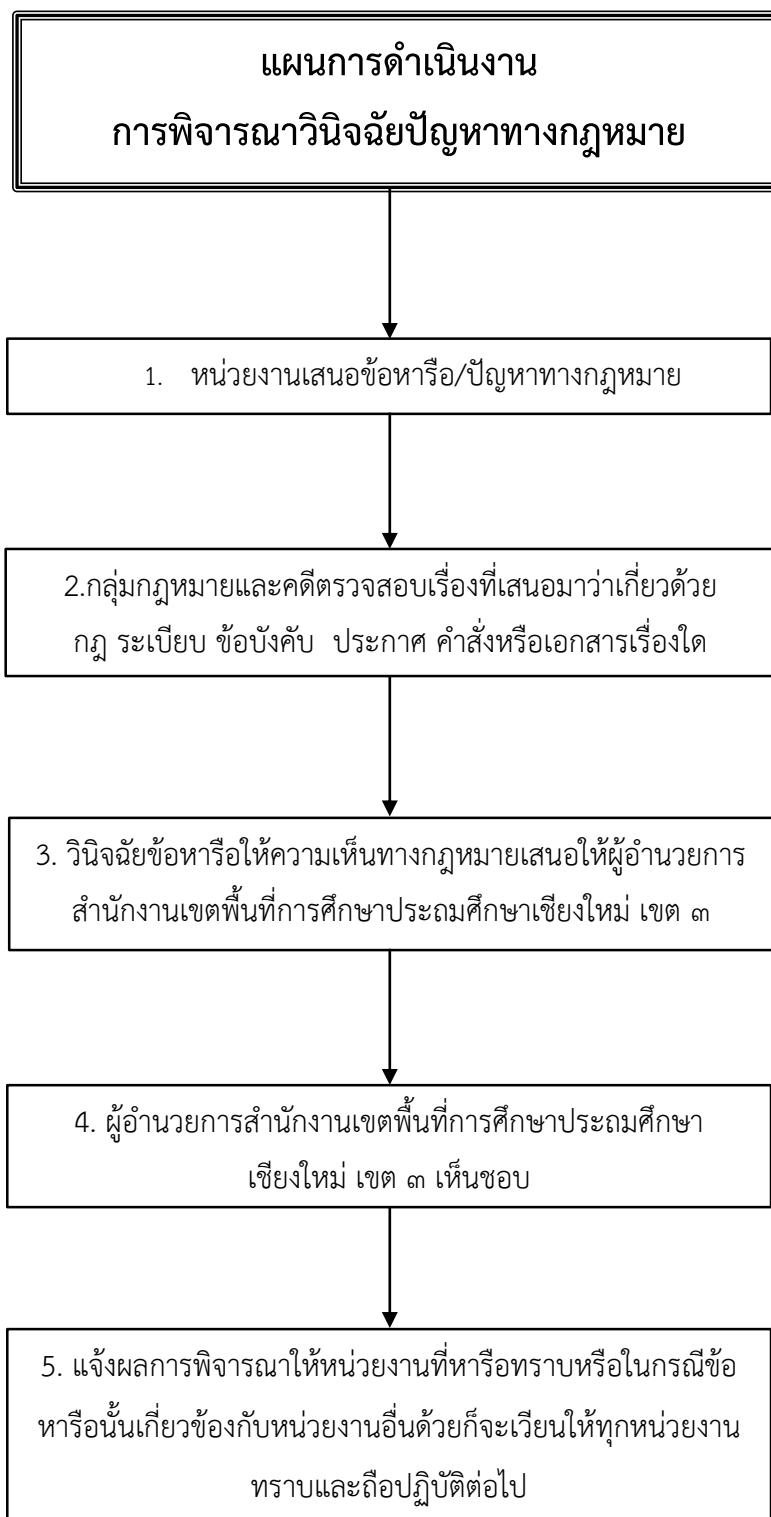 แผนการดำเนินงาน
การพิจารณาวินิจฉัยปัญหาทางกฎหมาย
1. หน่วยงานเสนอข้อหารือ/ปัญหาทางกฎหมาย
2.กลุ่มกฎหมายและคดีตรวจสอบเรื่องที่เสนอมาว่าเกี่ยวด้วย
กฎ ระเบียบ ข้อบังคับ ประกาศ คำสั่งหรือเอกสารเรื่องใด
3. วินิจฉัยข้อหารือให้ความเห็นทางกฎหมายเสนอให้ผู้อำนวยการ
สำนักงานเขตพื้นที่การศึกษาประถมศึกษาเชียงใหม่ เขต ๓
4. ผู้อำนวยการสำนักงานเขตพื้นที่การศึกษาประถมศึกษา
เชียงใหม่ เขต ๓ เห็นชอบ
5. แจ้งผลการพิจารณาให้หน่วยงานที่หารือทราบหรือในกรณีข้อ
หารือนั้นเกี่ยวข้องกับหน่วยงานอื่นด้วยก็จะเวียนให้ทุกหน่วยงาน
ทราบและถือปฏิบัติต่อไป